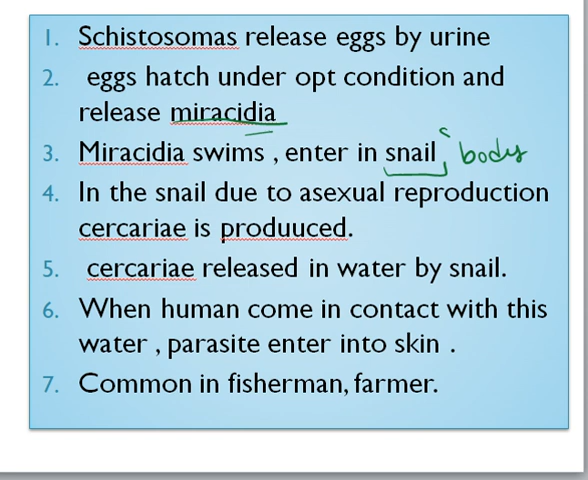 1. Schistosomas release eggs by urine
2. eggs hatch under opt condition and
release miracidia
3. Miracidia swims , enter in snail body
4. In the snail due to asexual reproduction
cercariae is produuced.
5. cercariae released in water by snail.
6. When human come in contact with this
water , parasite enter into skin .
7. Common in fisherman, farmer.